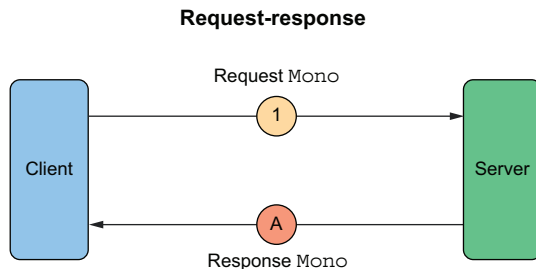 Request-response
Request Mono
1
Client
Server
A
Response Mono